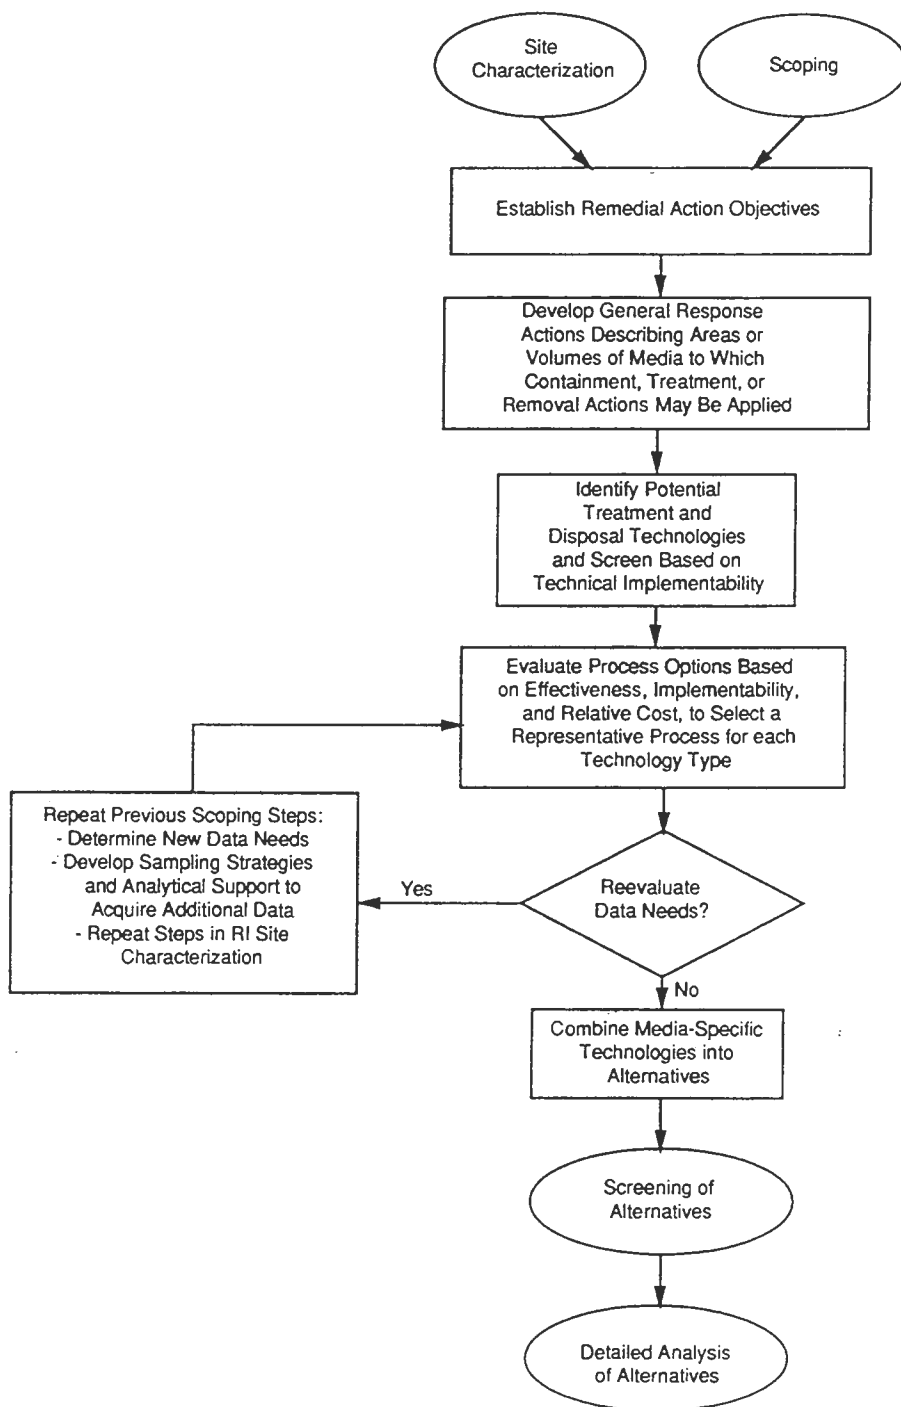 Site
Characterization
Scoping
Establish Remedial Action Objectives
Develop General Response
Actions Describing Areas or
Volumes of Media to Which
Containment, Treatment, or
Removal Actions May Be Applied
Identify Potential
Treatment and
Disposal Technologies
and Screen Based on
Technical Implementability
Evaluate Process Options Based
on Effectiveness, Implementability,
and Relative Cost, to Select a
Representative Process for each
Technology Type
Repeat Previous Scoping Steps:
- Determine New Data Needs
- Develop Sampling Strategies
and Analytical Support to
Acquire Additional Data
- Repeat Steps in RI Site
Characterization
Yes
Reevaluate
Data Needs?
No
Combine Media-Specific
Technologies into
Alternatives
Screening of
Alternatives
Detailed Analysis
of Alternatives